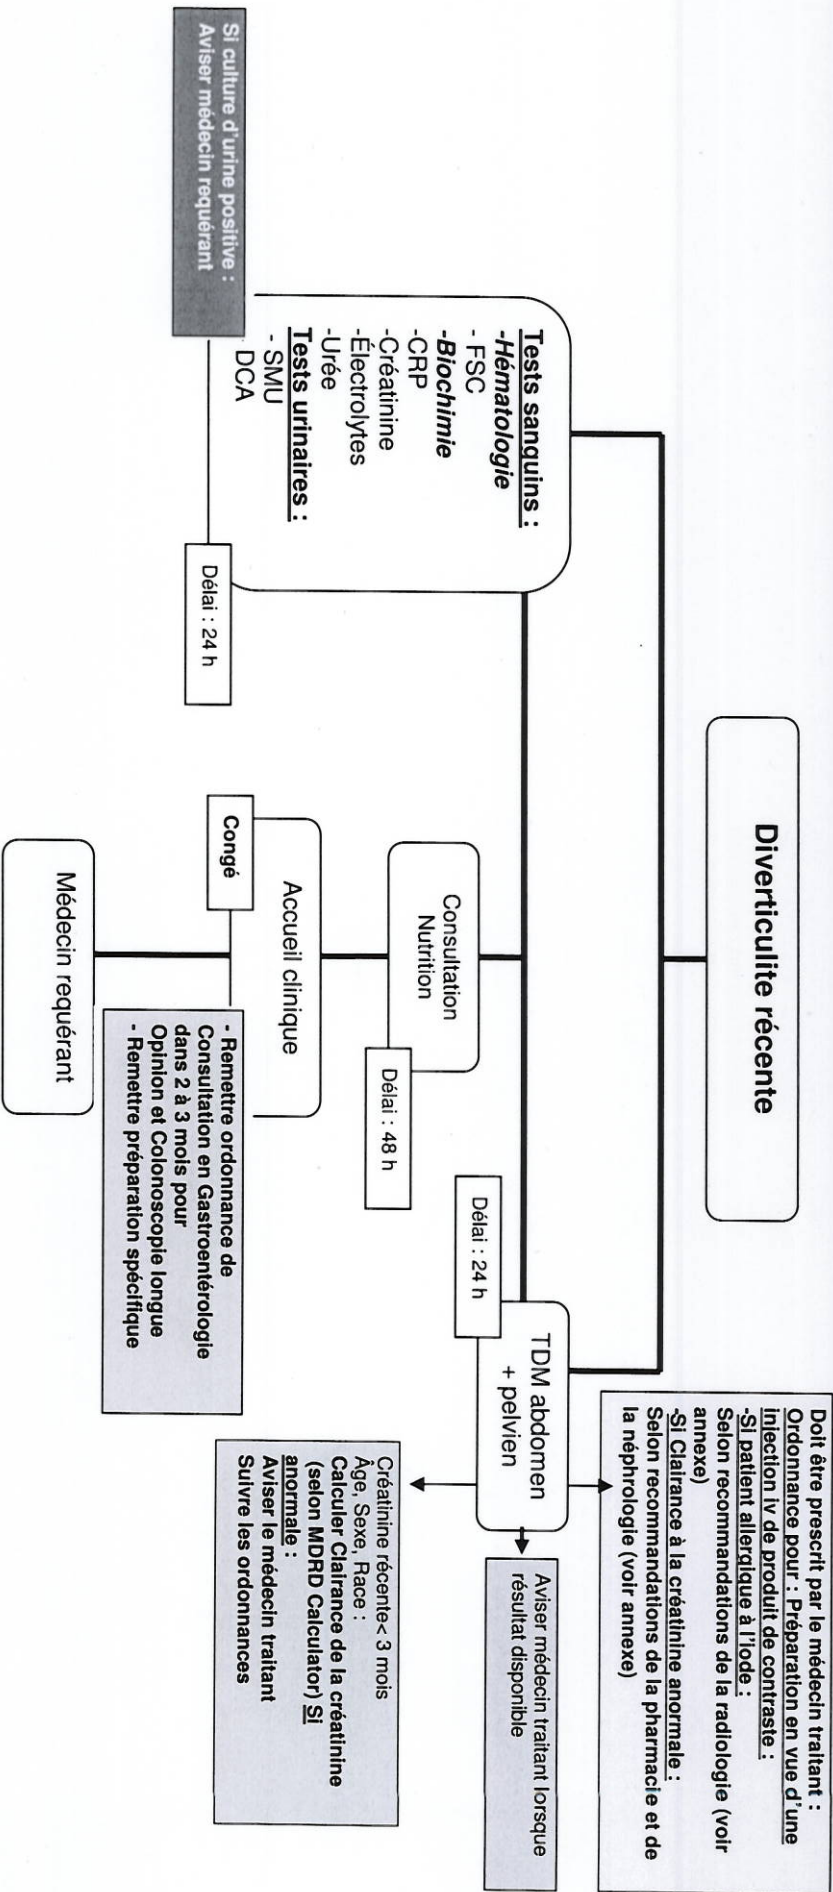 Diverticulite récente
Tests sanguins :
-Hématologie
- FSC
-Biochimie
-CRP
-Créatinine
-Électrolytes
-Urée
Tests urinaires :
- SMU
DCA
Délai : 24 h
Si culture d'urine positive :
Aviser médecin requérant
Doit être prescrit par le médecin traitant :
Ordonnance pour : Préparation en vue d'une
injection iv de produit de contraste :
-Si patient allergique à l'Iode :
Selon recommandations de la radiologie (voir
annexe)
-Si Clairance à la créatinine anormale :
Selon recommandations de la pharmacie et de
la néphrologie (voir annexe)
TDM abdomen
+ pelvien
Délai : 24 h
Aviser médecin traitant lorsque
résultat disponible
Créatinine récente< 3 mois
Âge, Sexe, Race :
Calculer Clairance de la créatinine
(selon MDRD Calculator) Si
anormale :
Aviser le médecin traitant
Suivre les ordonnances
Consultation
Nutrition
Délai : 48 h
Accueil clinique
Congé
- Remettre ordonnance de
Consultation en Gastroentérologie
dans 2 à 3 mois pour
Opinion et Colonoscopie longue
- Remettre préparation spécifique
Médecin requérant